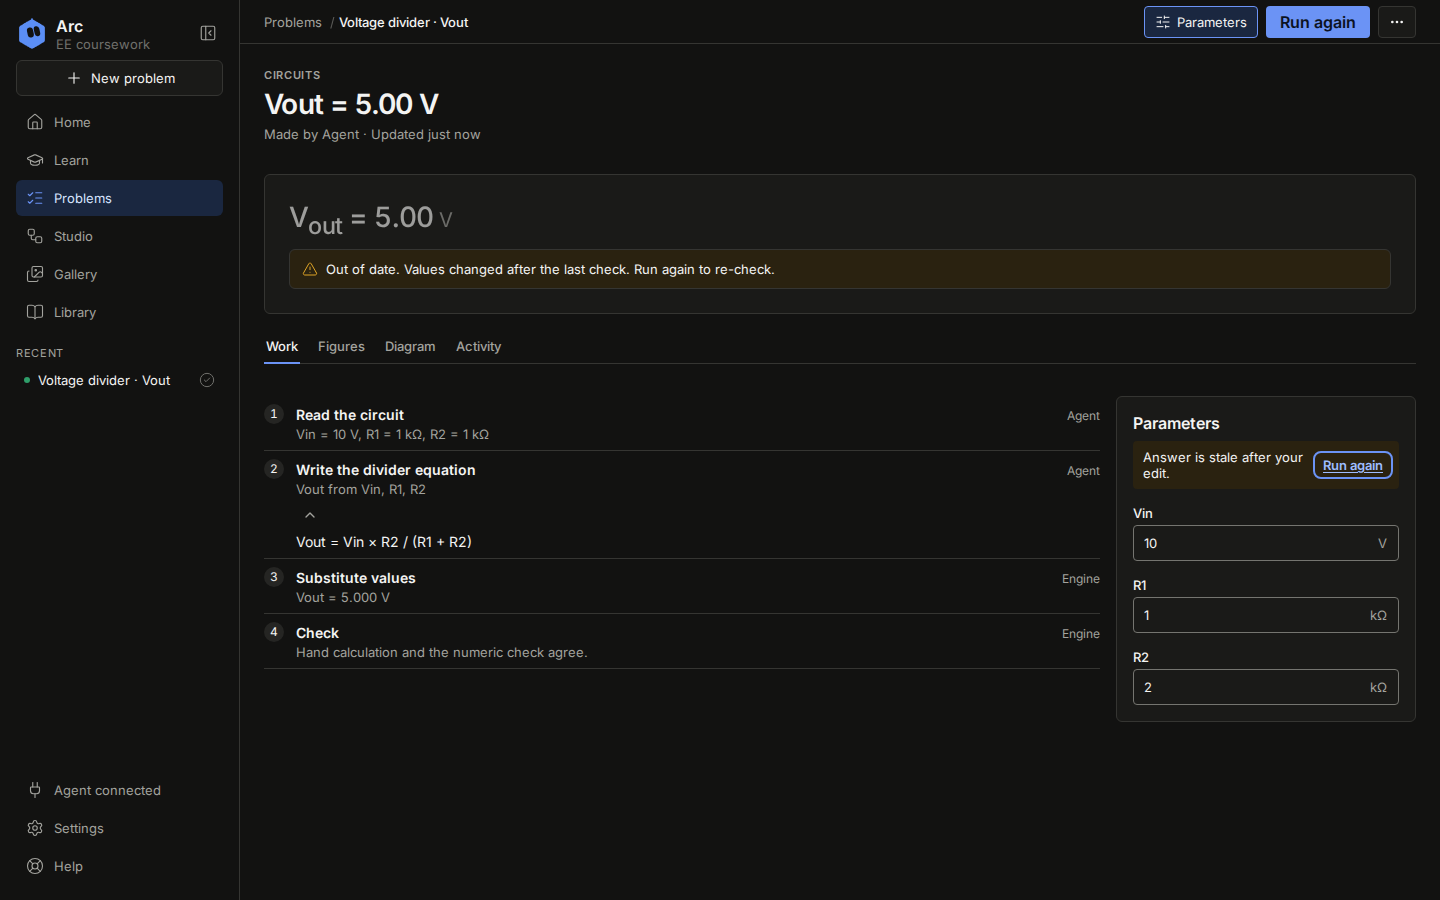 Arc
EE coursework
New problem
Home
Learn
Problems
Studio
Gallery
Library
RECENT
Voltage divider · Vout
Agent connected
Settings
Help
Problems / Voltage divider · Vout
Parameters
Run again
CIRCUITS
Vout = 5.00 V
Made by Agent · Updated just now
Vout = 5.00 V
Out of date. Values changed after the last check. Run again to re-check.
Work
Figures
Diagram
Activity
1
Read the circuit
Agent
Vin = 10 V, R1 = 1 kΩ, R2 = 1 kΩ
2
Write the divider equation
Agent
Vout from Vin, R1, R2
Vout = Vin × R2 / (R1 + R2)
3
Substitute values
Engine
Vout = 5.000 V
4
Check
Engine
Hand calculation and the numeric check agree.
Parameters
Answer is stale after your
edit.
Run again
Vin
10 V
R1
1 kΩ
R2
2 kΩ